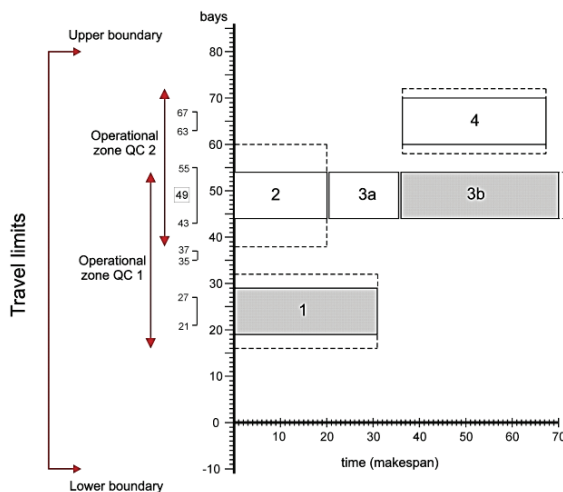 bays
Upper boundary
80
70
67
63
Operational
zone QC 2
4
60
55
50
49
43
2
3a
3b
40
37
35
Operational
zone QC 1
30
27
21
1
20
10
0
10
20
30
40
50
60
70
time (makespan)
-10
Lower boundary
Travel limits